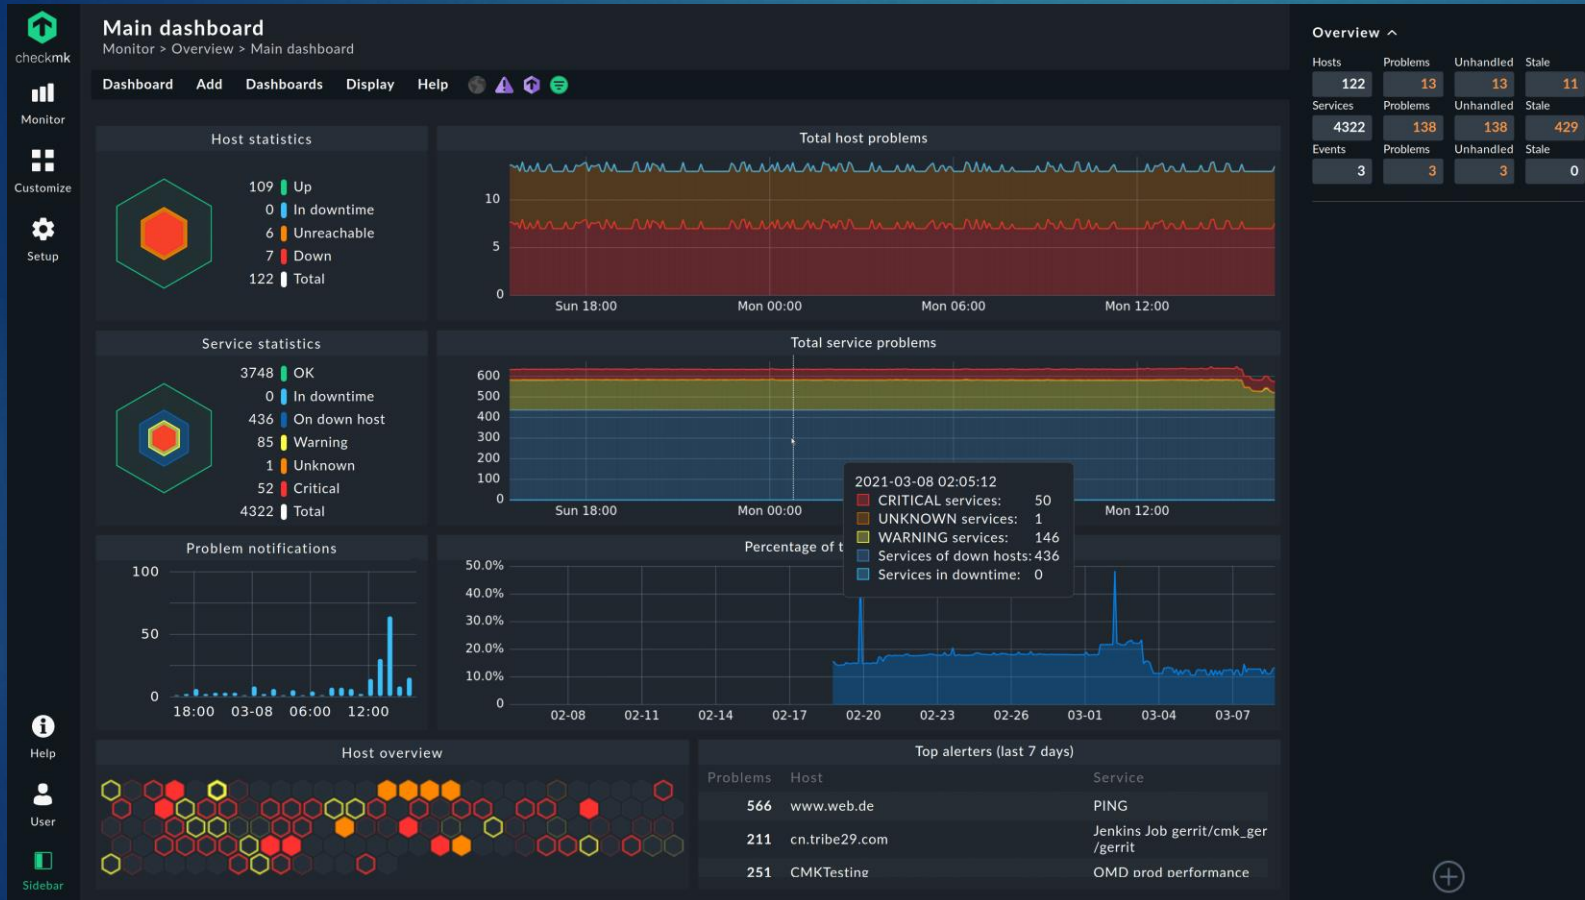 checkmk
Monitor
Customize
Setup
Help
User
Sidebar
Main dashboard
Monitor > Overview > Main dashboard
Dashboard Add Dashboards Display Help
Host statistics
109 Up
0 In downtime
6 Unreachable
7 Down
122 Total
Total host problems
10
5
0
Sun 18:00 Mon 00:00 Mon 06:00 Mon 12:00
Service statistics
3748 OK
0 In downtime
436 On down host
85 Warning
1 Unknown
52 Critical
4322 Total
Total service problems
600
500
400
300
200
100
0
Sun 18:00 Mon 00:00 Mon 12:00
2021-03-08 02:05:12
CRITICAL services: 50
UNKNOWN services: 1
WARNING services: 146
Services of down hosts: 436
Services in downtime: 0
Problem notifications
100
50
0
18:00 03-08 06:00 12:00
Percentage of t
50.0%
40.0%
30.0%
20.0%
10.0%
0
02-08 02-11 02-14 02-17 02-20 02-23 02-26 03-01 03-04 03-07
Host overview
Top alerters (last 7 days)
Problems Host Service
566 www.web.de PING
211 cn.tribe29.com Jenkins Job gerrit/cmk_ger
/gerrit
251 CMKTesting OMD prod performance
Overview
Hosts Problems Unhandled Stale
122 13 13 11
Services Problems Unhandled Stale
4322 138 138 429
Events Problems Unhandled Stale
3 3 3 0